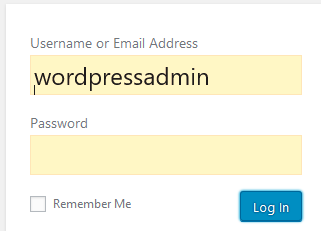 Username or Email Address
wordpressadmin
Password
Remember Me
Log In